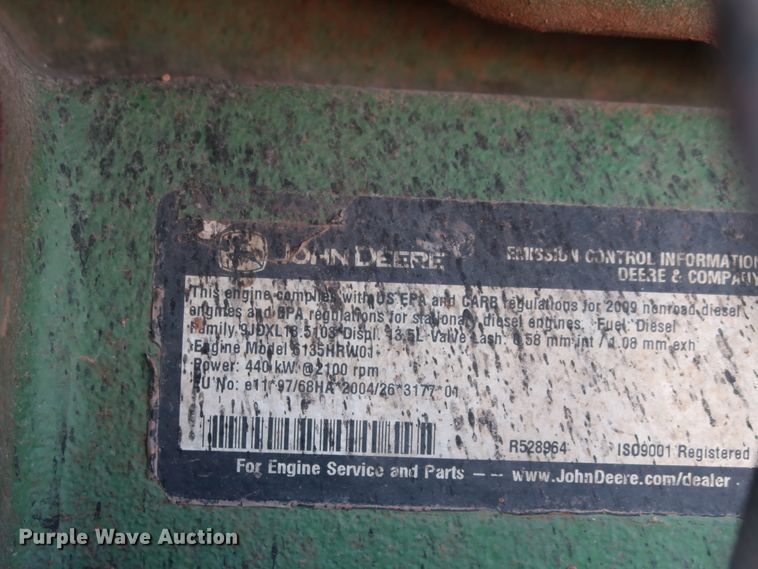 JOHN DEERE
EMISSION CONTROL INFORMATION
DEERE & COMPANY
This engine complies with US EPA and CARB regulations for 2009 nonroad diesel
engines and EPA regulations for stationary diesel engines. Fuel: Diesel
Family 9JDXL13.5103 Displ. 13.5L Valve Lash: 0.58 mm int / 1.08 mm exh
Engine Model 6135HRW01
Power: 440 kW @ 2100 rpm
EU No: e11*97/68HA*2004/26*3177*01
R528964 ISO9001 Registered
For Engine Service and Parts -- www.JohnDeere.com/dealer
Purple Wave Auction